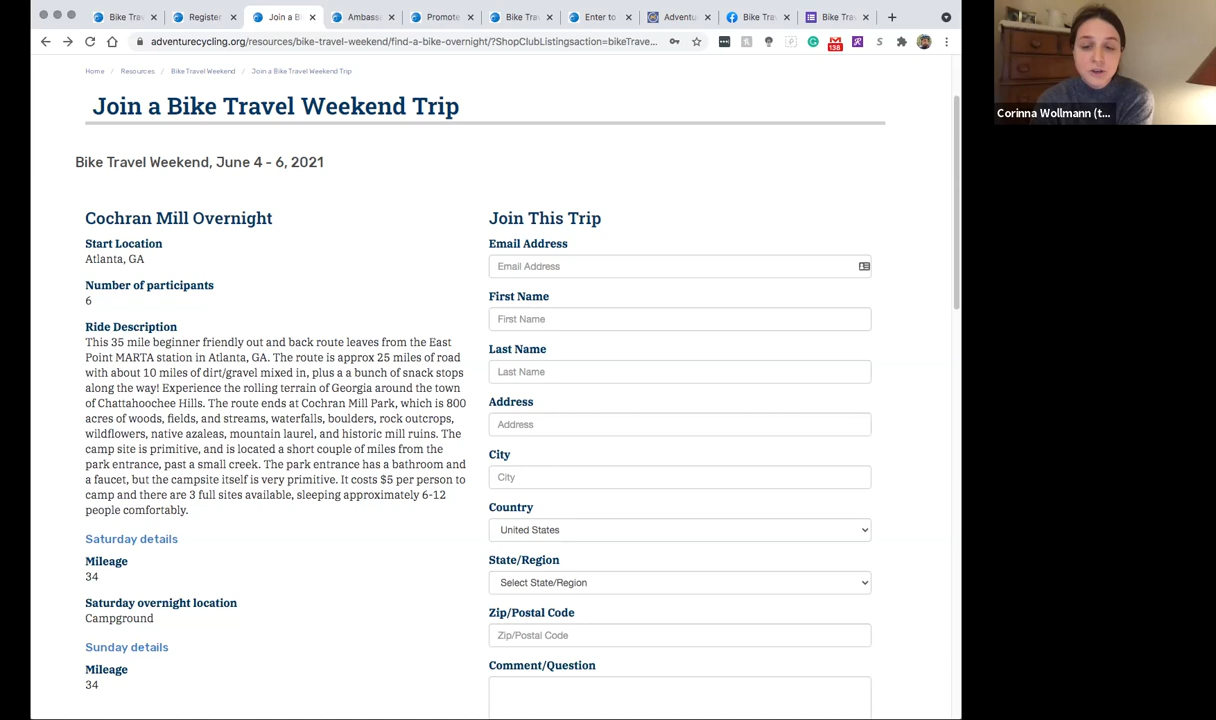 Bike Trav
Register
Join a B
Ambass
Promote
Bike Tra
Enter to
Adventu
Bike Tra
Bike Tra
adventurecycling.org/resources/bike-travel-weekend/find-a-bike-overnight/?ShopClubListingsaction=bikeTrave...
138
Home / Resources / Bike Travel Weekend / Join a Bike Travel Weekend Trip
Join a Bike Travel Weekend Trip
Bike Travel Weekend, June 4 - 6, 2021
Cochran Mill Overnight
Start Location
Atlanta, GA
Number of participants
6
Ride Description
This 35 mile beginner friendly out and back route leaves from the East
Point MARTA station in Atlanta, GA. The route is approx 25 miles of road
with about 10 miles of dirt/gravel mixed in, plus a a bunch of snack stops
along the way! Experience the rolling terrain of Georgia around the town
of Chattahoochee Hills. The route ends at Cochran Mill Park, which is 800
acres of woods, fields, and streams, waterfalls, boulders, rock outcrops,
wildflowers, native azaleas, mountain laurel, and historic mill ruins. The
camp site is primitive, and is located a short couple of miles from the
park entrance, past a small creek. The park entrance has a bathroom and
a faucet, but the campsite itself is very primitive. It costs $5 per person to
camp and there are 3 full sites available, sleeping approximately 6-12
people comfortably.
Saturday details
Mileage
34
Saturday overnight location
Campground
Sunday details
Mileage
34
Join This Trip
Email Address
Email Address
First Name
First Name
Last Name
Last Name
Address
Address
City
City
Country
United States
State/Region
Select State/Region
Zip/Postal Code
Zip/Postal Code
Comment/Question
Corinna Wollmann (t...